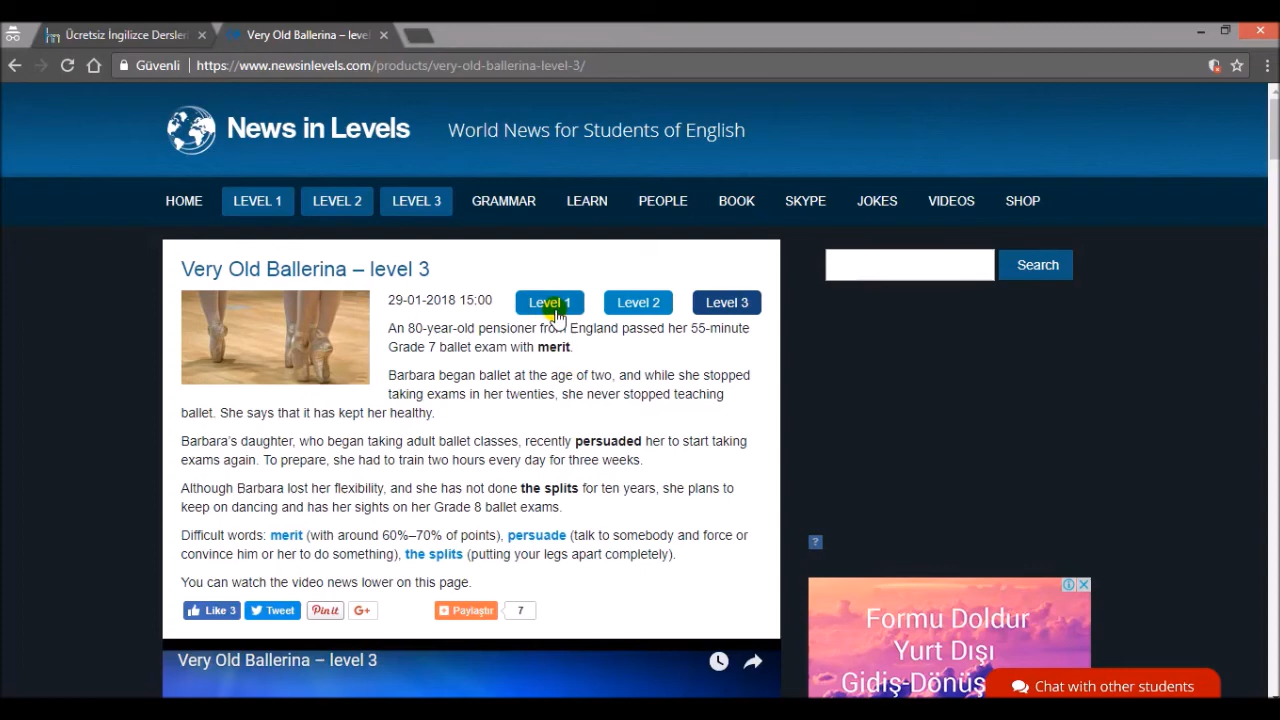 Ücretsiz İngilizce Dersleri
Very Old Ballerina – leve
Güvenli
https://www.newsinlevels.com/products/very-old-ballerina-level-3/
News in Levels
World News for Students of English
HOME LEVEL 1 LEVEL 2 LEVEL 3 GRAMMAR LEARN PEOPLE BOOK SKYPE JOKES VIDEOS SHOP
Very Old Ballerina – level 3
Search
29-01-2018 15:00
Level 1 Level 2 Level 3
An 80-year-old pensioner from England passed her 55-minute
Grade 7 ballet exam with merit.
Barbara began ballet at the age of two, and while she stopped
taking exams in her twenties, she never stopped teaching
ballet. She says that it has kept her healthy.
Barbara's daughter, who began taking adult ballet classes, recently persuaded her to start taking
exams again. To prepare, she had to train two hours every day for three weeks.
Although Barbara lost her flexibility, and she has not done the splits for ten years, she plans to
keep on dancing and has her sights on her Grade 8 ballet exams.
Difficult words: merit (with around 60%–70% of points), persuade (talk to somebody and force or
convince him or her to do something), the splits (putting your legs apart completely).
You can watch the video news lower on this page.
Like 3 Tweet Pin it G+ Paylaştır 7
Very Old Ballerina – level 3
?
Formu Doldur
Yurt Dışı
Gidiş-Dönüş
Chat with other students